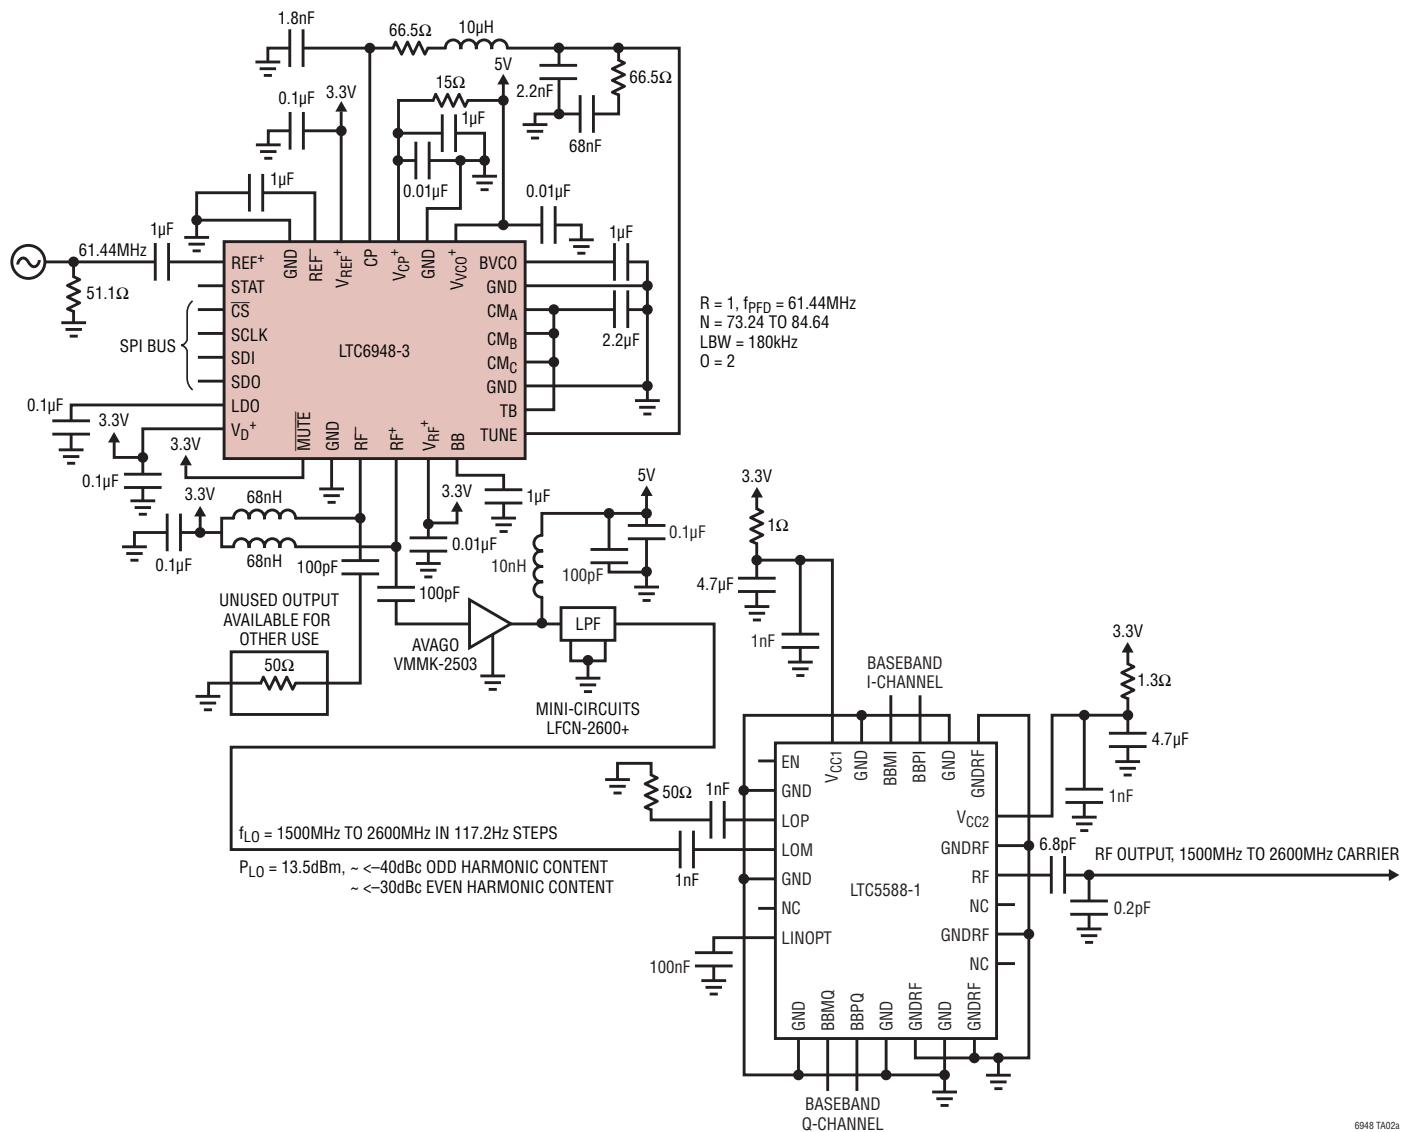 1.8nF
66.5Ω
10µH
5V
15Ω
2.2nF
66.5Ω
0.1µF
3.3V
1µF
68nF
0.01µF
0.01µF
1µF
1µF
1µF
61.44MHz
51.1Ω
REF+
STAT
CS
SCLK
SDI
SDO
LDO
VD+
SPI BUS
GND
REF–
VREF+
CP
VCP+
GND
VVCO+
BVCO
GND
CMA
CMB
CMC
GND
TB
TUNE
LTC6948-3
MUTE
GND
RF–
RF+
VRF+
BB
2.2µF
R = 1, fPFD = 61.44MHz
N = 73.24 TO 84.64
LBW = 180kHz
O = 2
0.1µF
3.3V
3.3V
0.1µF
3.3V
68nH
68nH
0.1µF
100pF
3.3V
0.01µF
1µF
100pF
5V
0.1µF
10nH
100pF
UNUSED OUTPUT
AVAILABLE FOR
OTHER USE
50Ω
AVAGO
VMMK-2503
LPF
MINI-CIRCUITS
LFCN-2600+
3.3V
1Ω
4.7µF
1nF
BASEBAND
I-CHANNEL
3.3V
1.3Ω
4.7µF
1nF
50Ω
1nF
1nF
fLO = 1500MHz TO 2600MHz IN 117.2Hz STEPS
PLO = 13.5dBm, ~ <–40dBc ODD HARMONIC CONTENT
~ <–30dBc EVEN HARMONIC CONTENT
EN
GND
LOP
LOM
GND
NC
LINOPT
VCC1
GND
BBMI
BBPI
GND
GNDRF
VCC2
GNDRF
RF
NC
GNDRF
NC
LTC5588-1
GND
BBMQ
BBPQ
GND
GNDRF
GND
GNDRF
100nF
6.8pF
RF OUTPUT, 1500MHz TO 2600MHz CARRIER
0.2pF
BASEBAND
Q-CHANNEL
6948 TA02a